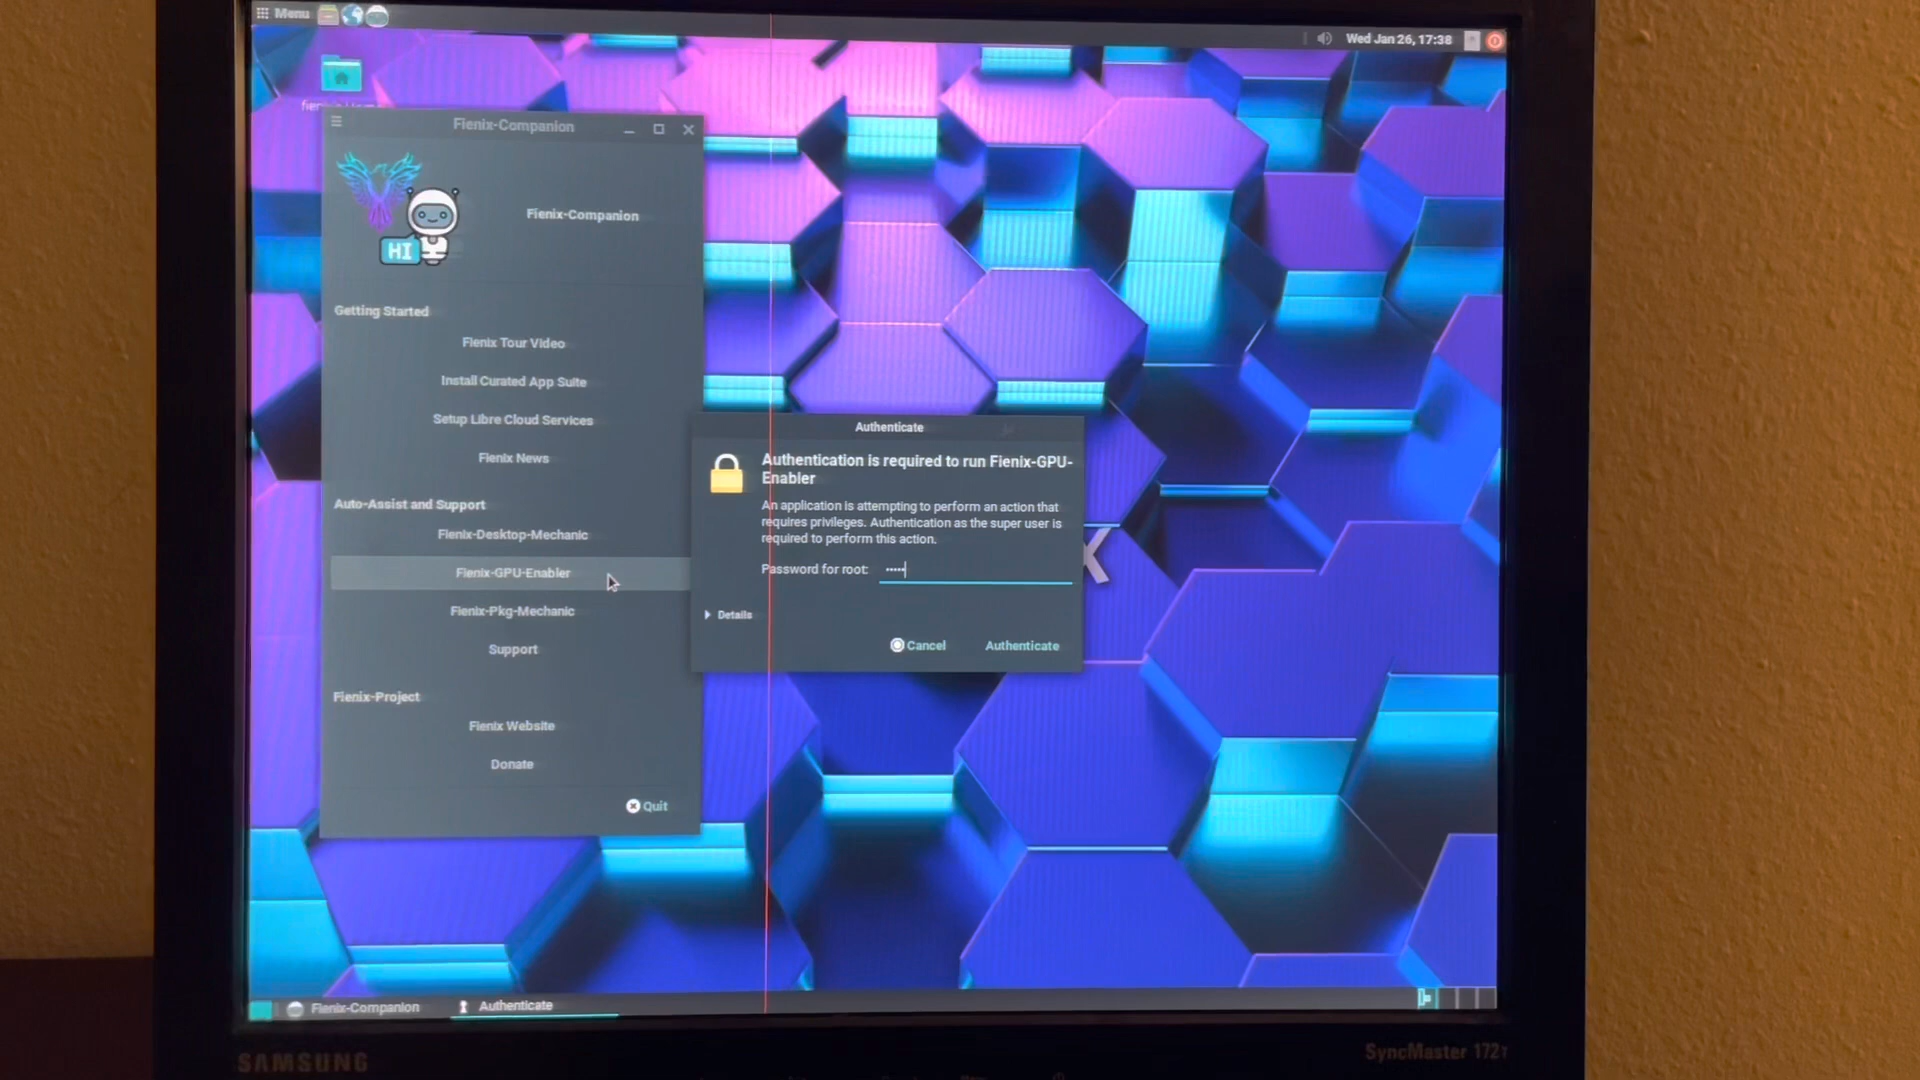 Menu
Wed Jan 26, 17:38
Fienix-Companion
HI
Fienix-Companion
Getting Started
Fienix Tour Video
Install Curated App Suite
Setup Libre Cloud Services
Fienix News
Auto-Assist and Support
Fienix-Desktop-Mechanic
Fienix-GPU-Enabler
Fienix-Pkg-Mechanic
Support
Fienix-Project
Fienix Website
Donate
Quit
Authenticate
Authentication is required to run Fienix-GPU-
Enabler
An application is attempting to perform an action that
requires privileges. Authentication as the super user is
required to perform this action.
Password for root: •••••
Details
Cancel
Authenticate
X
Fienix-Companion
Authenticate
SAMSUNG
SyncMaster 172T